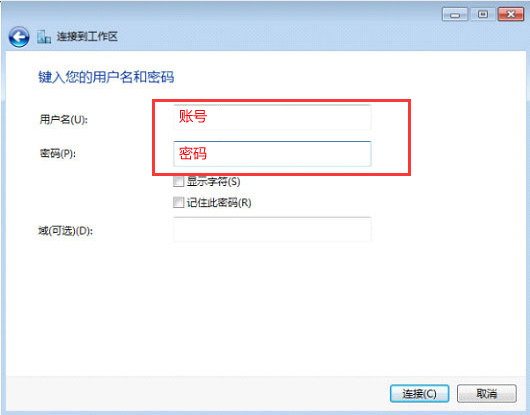 连接到工作区
键入您的用户名和密码
用户名(U):
账号
密码(P):
密码
显示字符(S)
记住此密码(R)
域(可选)(D):
连接(C)
取消